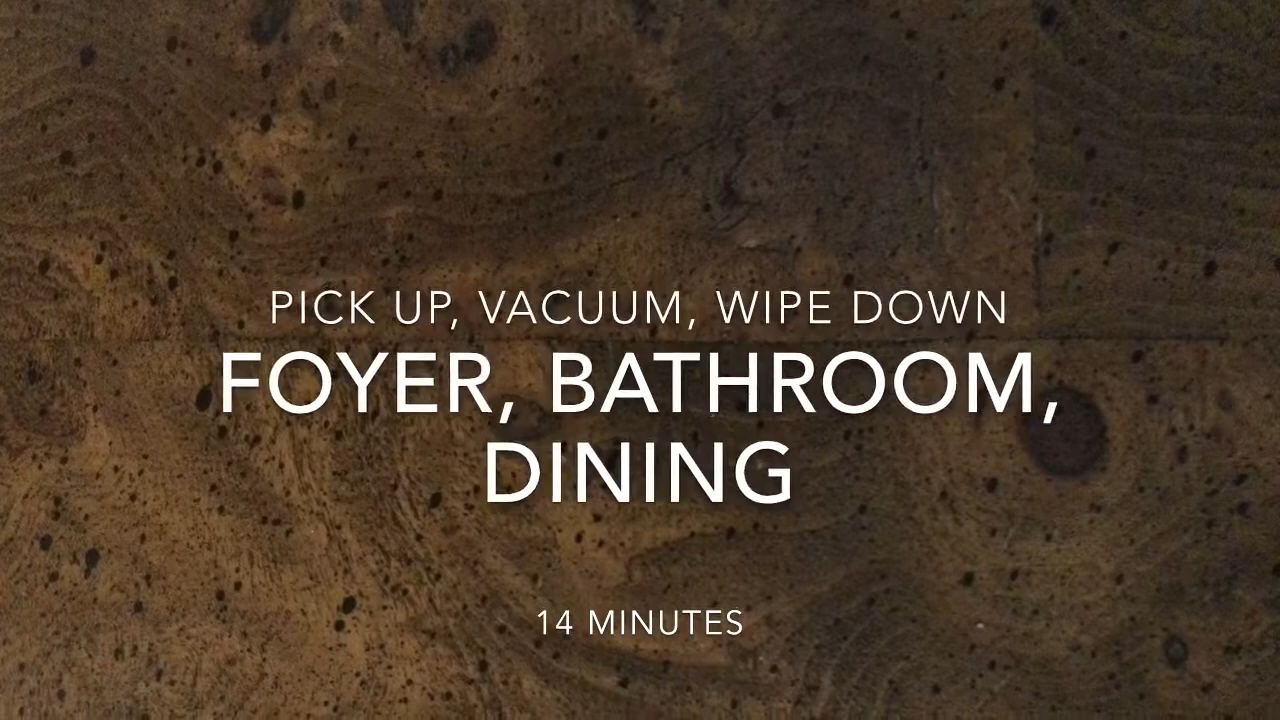 PICK UP, VACUUM, WIPE DOWN
FOYER, BATHROOM,
DINING
14 MINUTES